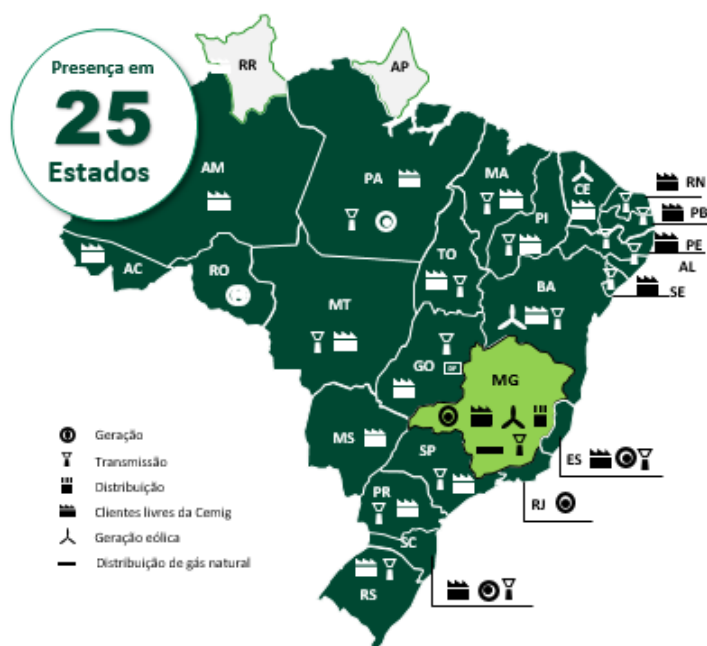 Presença em
25
Estados
RR
AP
AM
PA
MA
CE
RN
PI
PB
PE
AL
SE
AC
RO
TO
BA
MT
GO
DF
MG
MS
SP
ES
RJ
PR
SC
RS
Geração
Transmissão
Distribuição
Clientes livres da Cemig
Geração eólica
Distribuição de gás natural